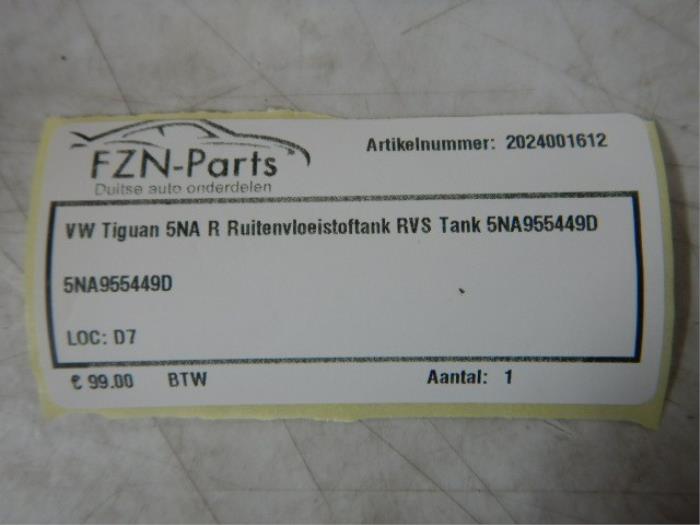 FZN-Parts
Duitse auto onderdelen
Artikelnummer: 2024001612
VW Tiguan 5NA R Ruitenvloeistoftank RVS Tank 5NA955449D
5NA955449D
LOC: D7
€ 99.00 BTW Aantal: 1